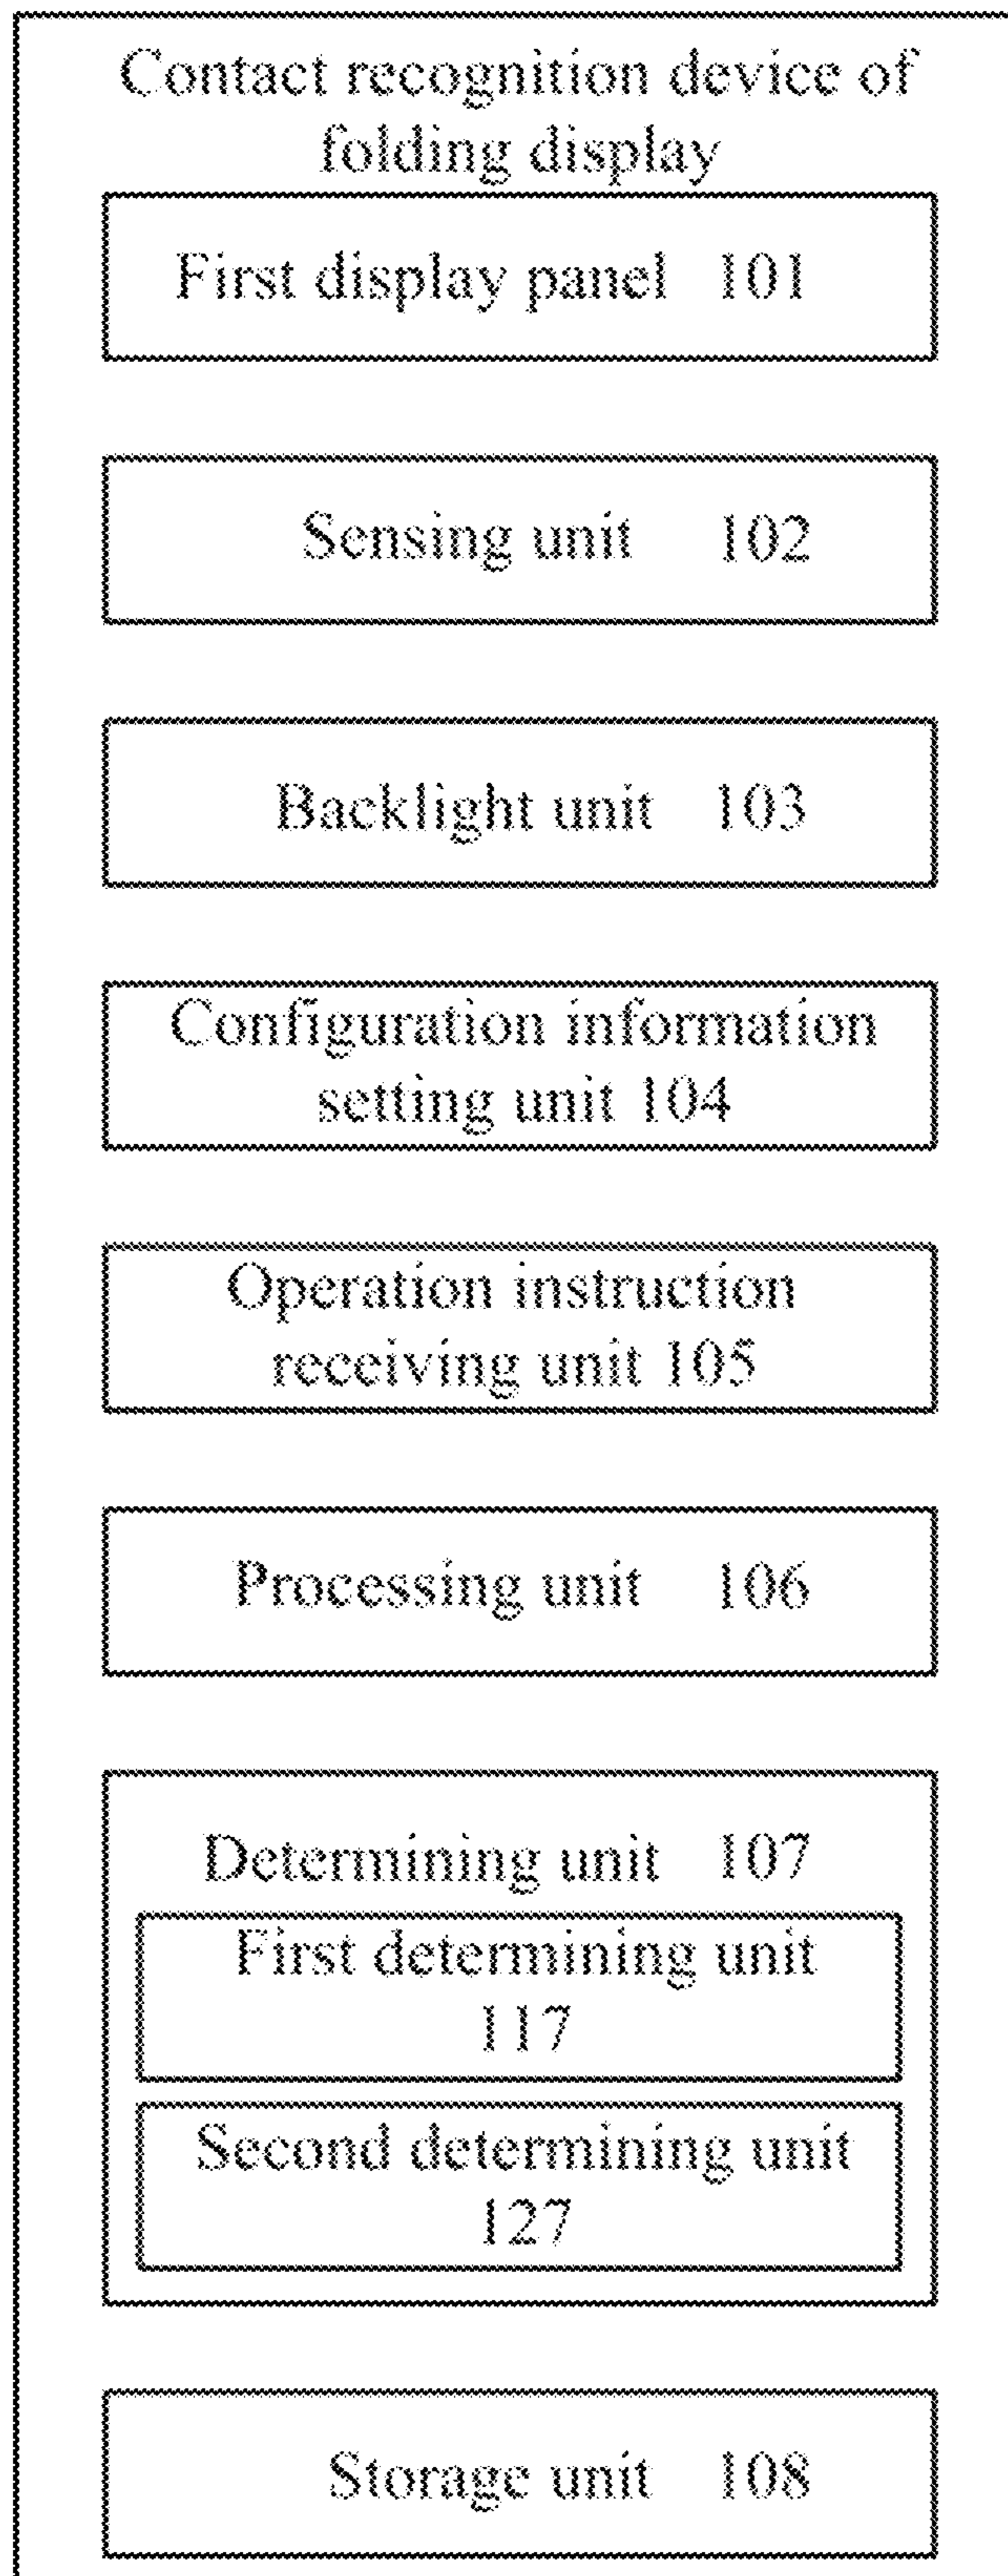 Contact recognition device of
folding display
First display panel 101
Sensing unit 102
Backlight unit 103
Configuration information
setting unit 104
Operation instruction
receiving unit 105
Processing unit 106
Determining unit 107
First determining unit
117
Second determining unit
127
Storage unit 108